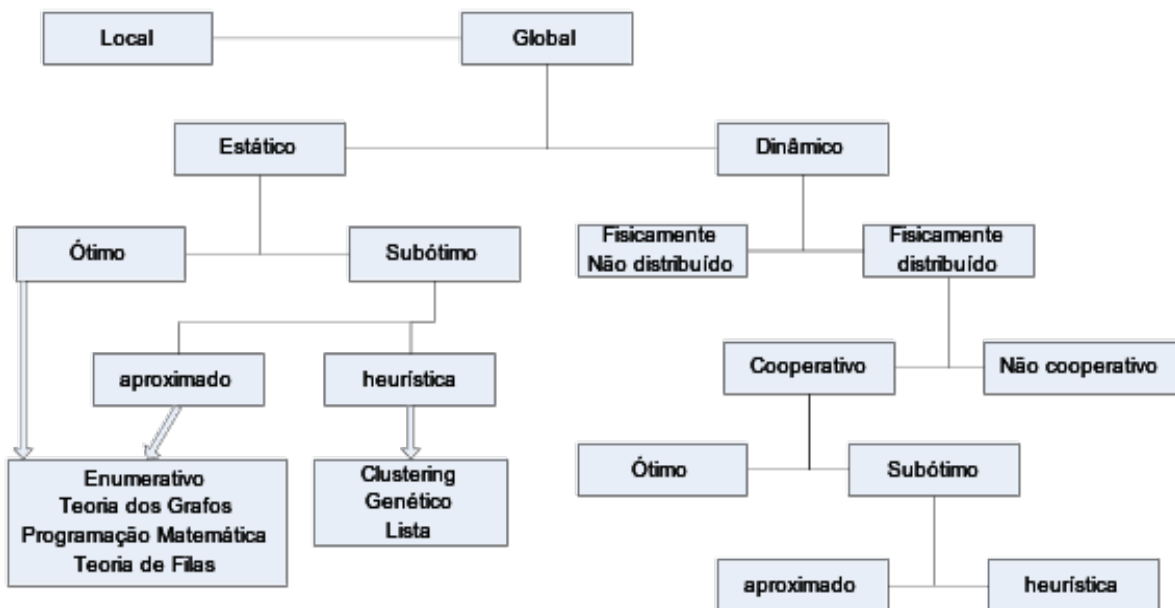 Local
Global
Estático
Dinâmico
Ótimo
Subótimo
Fisicamente
Não distribuído
Fisicamente
distribuído
aproximado
heurística
Cooperativo
Não cooperativo
Enumerativo
Teoria dos Grafos
Programação Matemática
Teoria de Filas
Clustering
Genético
Lista
Ótimo
Subótimo
aproximado
heurística